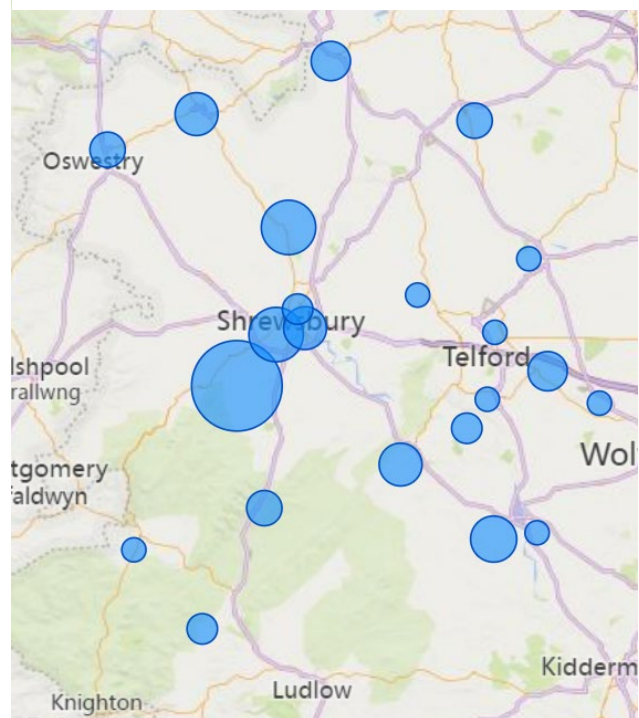 Oswestry
Shrewsbury
lshpool
rallwng
Telford
Wol
tgomery
faldwyn
Kidderm
Ludlow
Knighton